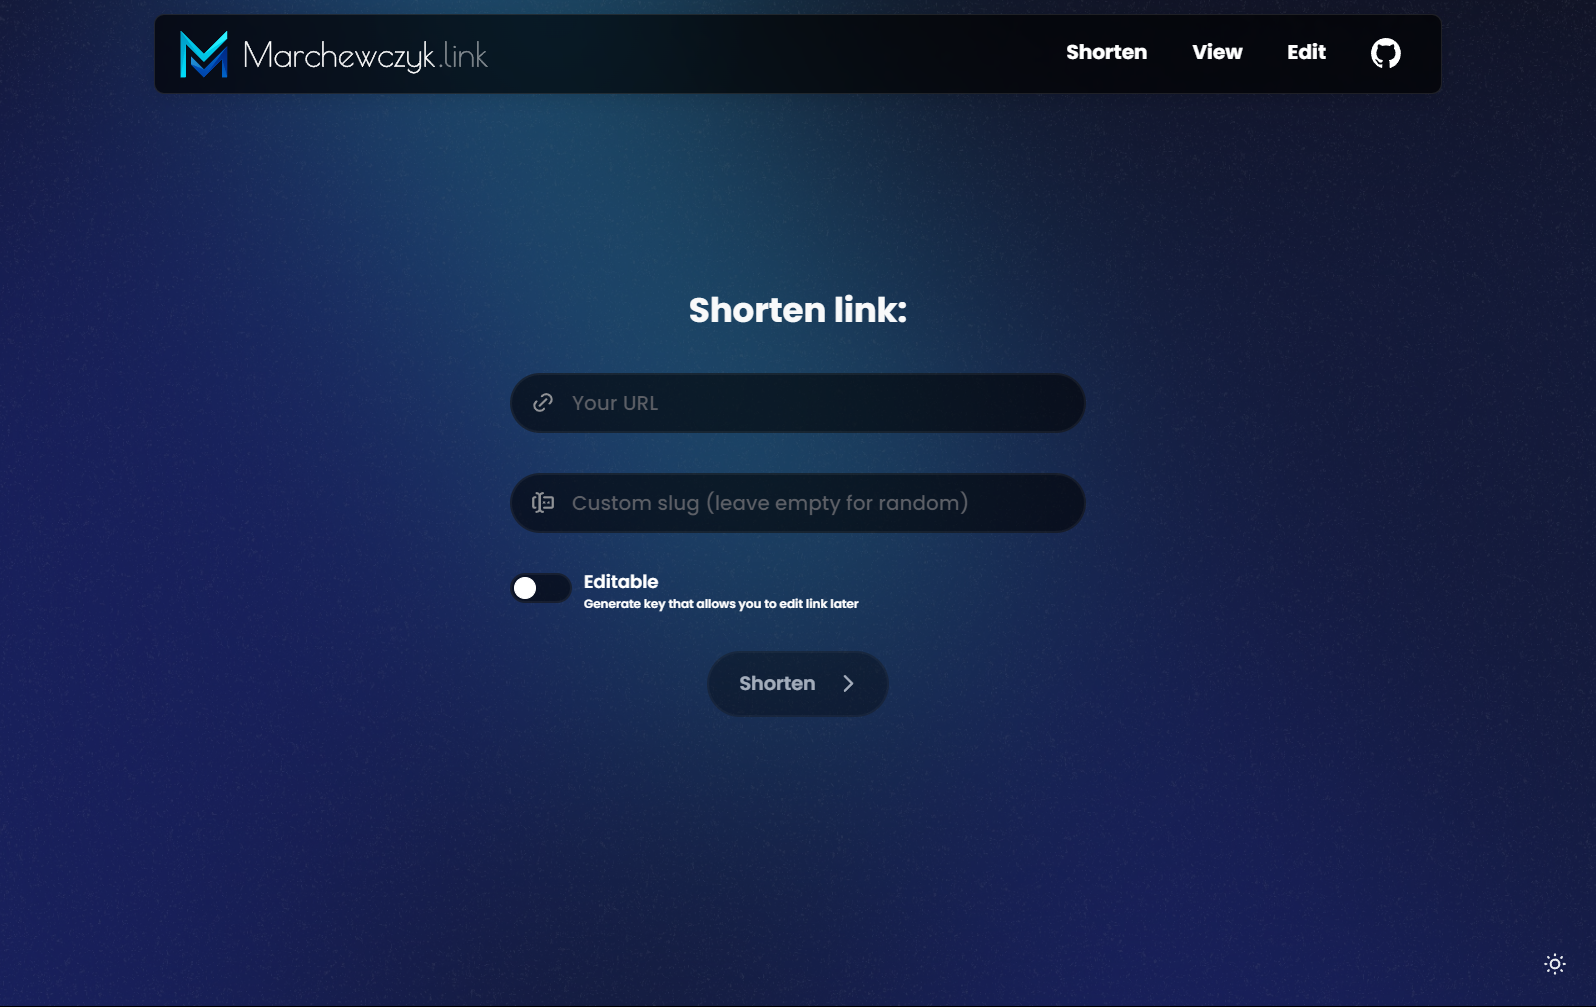 Marchewczyk.link
Shorten View Edit
Shorten link:
Your URL
Custom slug (leave empty for random)
Editable
Generate key that allows you to edit link later
Shorten